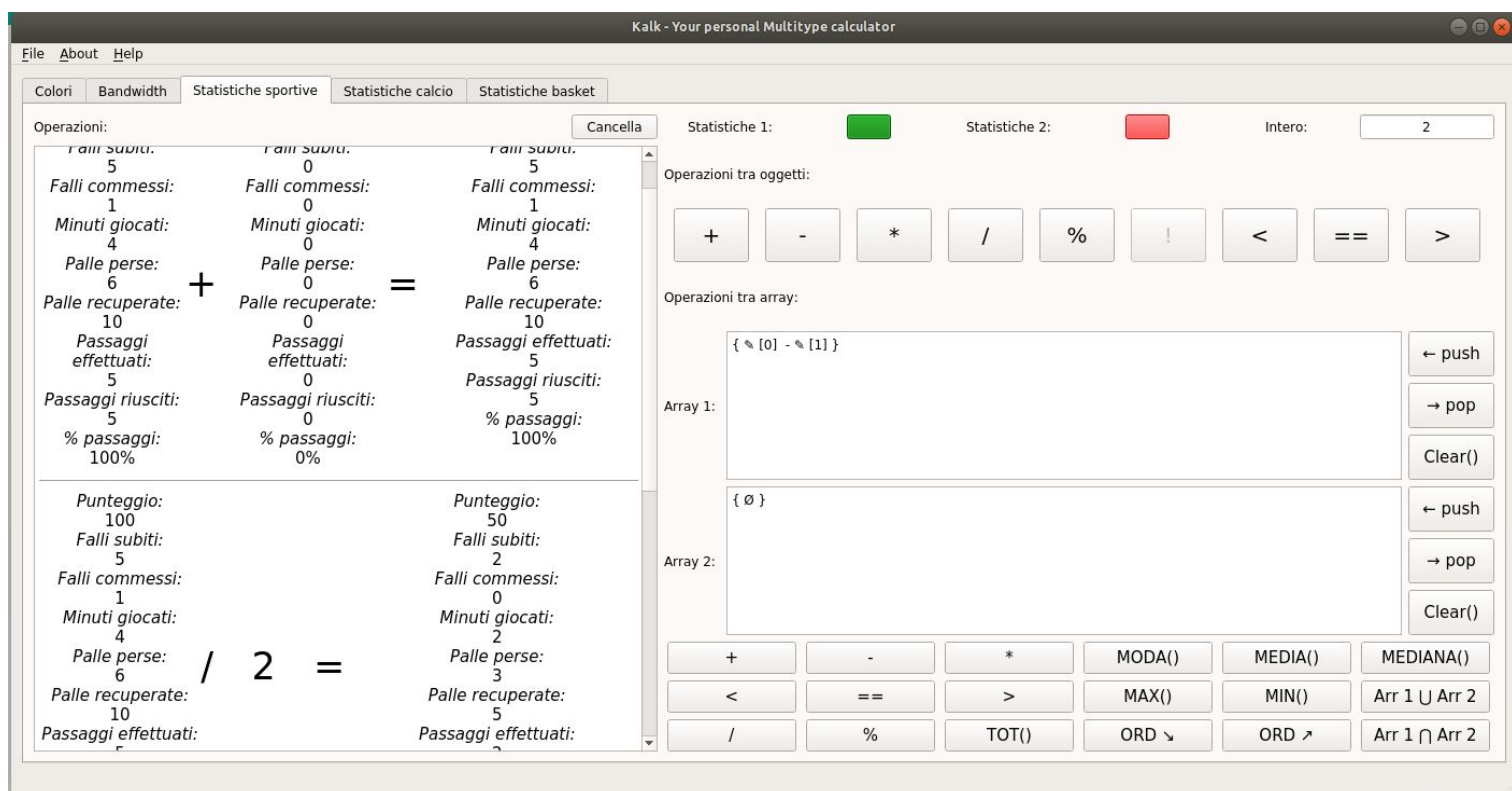 Kalk - Your personal Multitype calculator
File About Help
Colori Bandwidth Statistiche sportive Statistiche calcio Statistiche basket
Operazioni: Cancella
Statistiche 1: Statistiche 2: Intero: 2
Falli subiti: Falli subiti: Falli subiti:
5 0 5
Falli commessi: Falli commessi: Falli commessi:
1 0 1
Minuti giocati: Minuti giocati: Minuti giocati:
4 0 4
Palle perse: Palle perse: Palle perse:
6 + 0 = 6
Palle recuperate: Palle recuperate: Palle recuperate:
10 0 10
Passaggi Passaggi Passaggi effettuati:
effettuati: effettuati: 5
5 0 Passaggi riusciti:
Passaggi riusciti: Passaggi riusciti: 5
5 0 % passaggi:
% passaggi: % passaggi: 100%
100% 0%
Punteggio: Punteggio:
100 50
Falli subiti: Falli subiti:
5 2
Falli commessi: Falli commessi:
1 0
Minuti giocati: Minuti giocati:
4 2
Palle perse: Palle perse:
6 / 2 = 3
Palle recuperate: Palle recuperate:
10 5
Passaggi effettuati: Passaggi effettuati:
Operazioni tra oggetti:
+ - * / % ! < == >
Operazioni tra array:
Array 1:
{ ✎ [0] - ✎ [1] }
← push
→ pop
Clear()
Array 2:
{ Ø }
← push
→ pop
Clear()
+ - * MODA() MEDIA() MEDIANA()
< == > MAX() MIN() Arr 1 ⋃ Arr 2
/ % TOT() ORD ↘ ORD ↗ Arr 1 ⋂ Arr 2